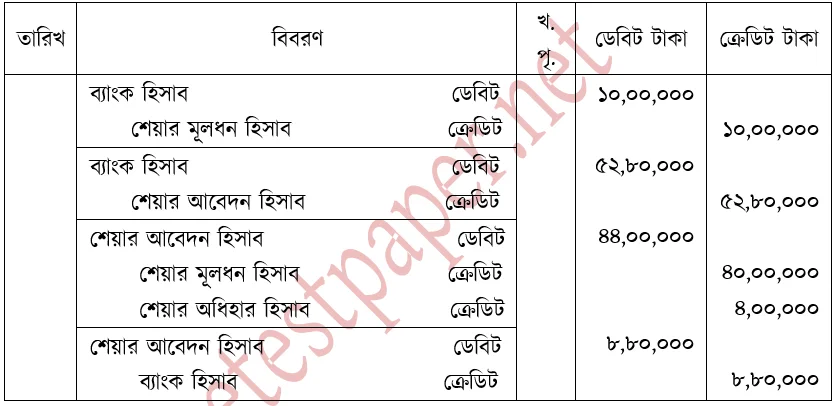 তারিখ বিবরণ খ. পৃ. ডেবিট টাকা ক্রেডিট টাকা
ব্যাংক হিসাব ডেবিট ১০,০০,০০০
শেয়ার মূলধন হিসাব ক্রেডিট ১০,০০,০০০
ব্যাংক হিসাব ডেবিট ৫২,৮০,০০০
শেয়ার আবেদন হিসাব ক্রেডিট ৫২,৮০,০০০
শেয়ার আবেদন হিসাব ডেবিট ৪৪,০০,০০০
শেয়ার মূলধন হিসাব ক্রেডিট ৪০,০০,০০০
শেয়ার অধিহার হিসাব ক্রেডিট ৪,০০,০০০
শেয়ার আবেদন হিসাব ডেবিট ৮,৮০,০০০
ব্যাংক হিসাব ক্রেডিট ৮,৮০,০০০
etestpaper.net